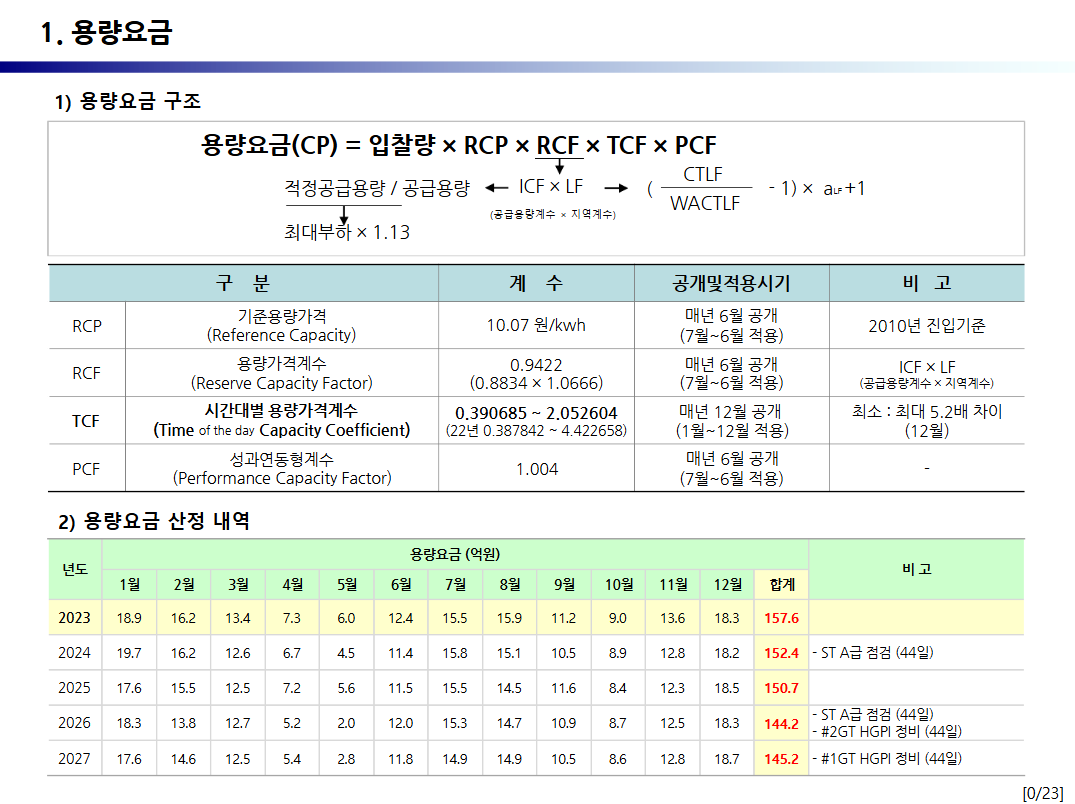 1. 용량요금
1) 용량요금 구조
용량요금(CP) = 입찰량 × RCP × RCF × TCF × PCF
적정공급용량 / 공급용량 ICF × LF ( CTLF / WACTLF - 1) × aLF +1
(공급용량계수 × 지역계수)
최대부하 × 1.13
구 분 계 수 공개및적용시기 비 고
RCP 기준용량가격 (Reference Capacity) 10.07 원/kwh 매년 6월 공개 (7월~6월 적용) 2010년 진입기준
RCF 용량가격계수 (Reserve Capacity Factor) 0.9422 (0.8834 × 1.0666) 매년 6월 공개 (7월~6월 적용) ICF × LF (공급용량계수 × 지역계수)
TCF 시간대별 용량가격계수 (Time of the day Capacity Coefficient) 0.390685 ~ 2.052604 (22년 0.387842 ~ 4.422658) 매년 12월 공개 (1월~12월 적용) 최소 : 최대 5.2배 차이 (12월)
PCF 성과연동형계수 (Performance Capacity Factor) 1.004 매년 6월 공개 (7월~6월 적용) -
2) 용량요금 산정 내역
년도 용량요금 (억원) 비 고
1월 2월 3월 4월 5월 6월 7월 8월 9월 10월 11월 12월 합계
2023 18.9 16.2 13.4 7.3 6.0 12.4 15.5 15.9 11.2 9.0 13.6 18.3 157.6
2024 19.7 16.2 12.6 6.7 4.5 11.4 15.8 15.1 10.5 8.9 12.8 18.2 152.4 - ST A급 점검 (44일)
2025 17.6 15.5 12.5 7.2 5.6 11.5 15.5 14.5 11.6 8.4 12.3 18.5 150.7
2026 18.3 13.8 12.7 5.2 2.0 12.0 15.3 14.7 10.9 8.7 12.5 18.3 144.2 - ST A급 점검 (44일) - #2GT HGPI 정비 (44일)
2027 17.6 14.6 12.5 5.4 2.8 11.8 14.9 14.9 10.5 8.6 12.8 18.7 145.2 - #1GT HGPI 정비 (44일)
[0/23]